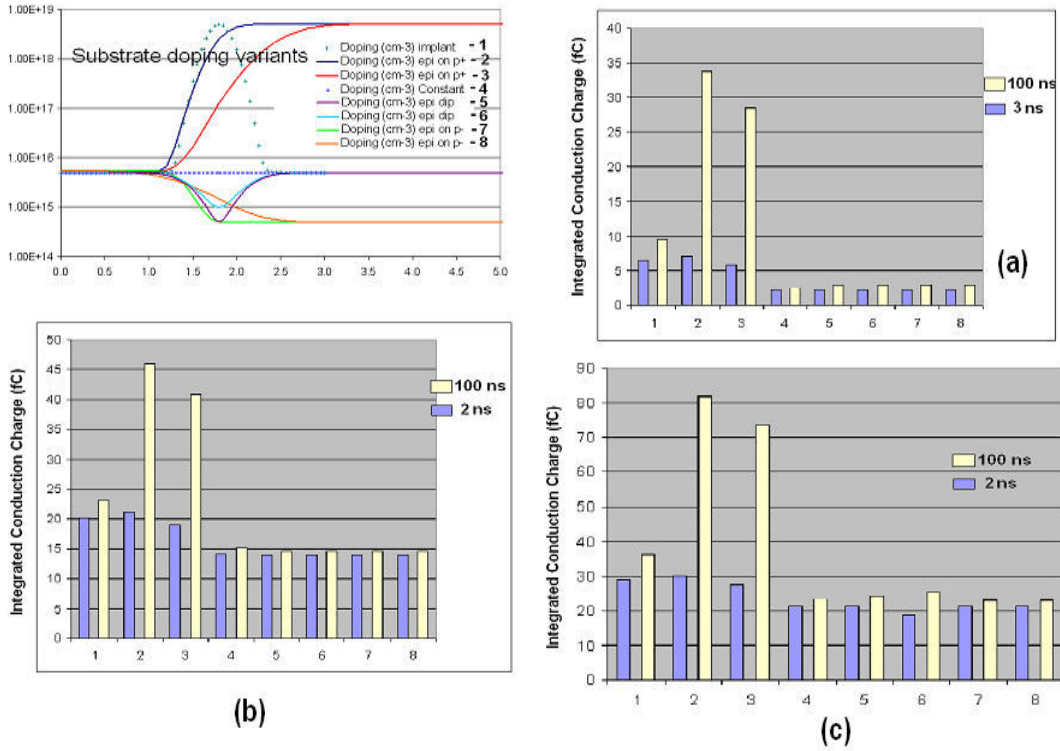 1.00E+19
1.00E+18
1.00E+17
1.00E+16
1.00E+15
1.00E+14
Substrate doping variants
Doping (cm-3) implant - 1
Doping (cm-3) epi on p+ - 2
Doping (cm-3) epi on p+ - 3
Doping (cm-3) Constant - 4
Doping (cm-3) epi dip - 5
Doping (cm-3) epi dip - 6
Doping (cm-3) epi on p- - 7
Doping (cm-3) epi on p- - 8
0.0 0.5 1.0 1.5 2.0 2.5 3.0 3.5 4.0 4.5 5.0
Integrated Conduction Charge (fC)
40
35
30
25
20
15
10
5
0
1 2 3 4 5 6 7 8
100 ns
3 ns
(a)
Integrated Conduction Charge (fC)
50
45
40
35
30
25
20
15
10
5
0
1 2 3 4 5 6 7 8
100 ns
2 ns
(b)
Integrated Conduction Charge (fC)
90
80
70
60
50
40
30
20
10
0
1 2 3 4 5 6 7 8
100 ns
2 ns
(c)